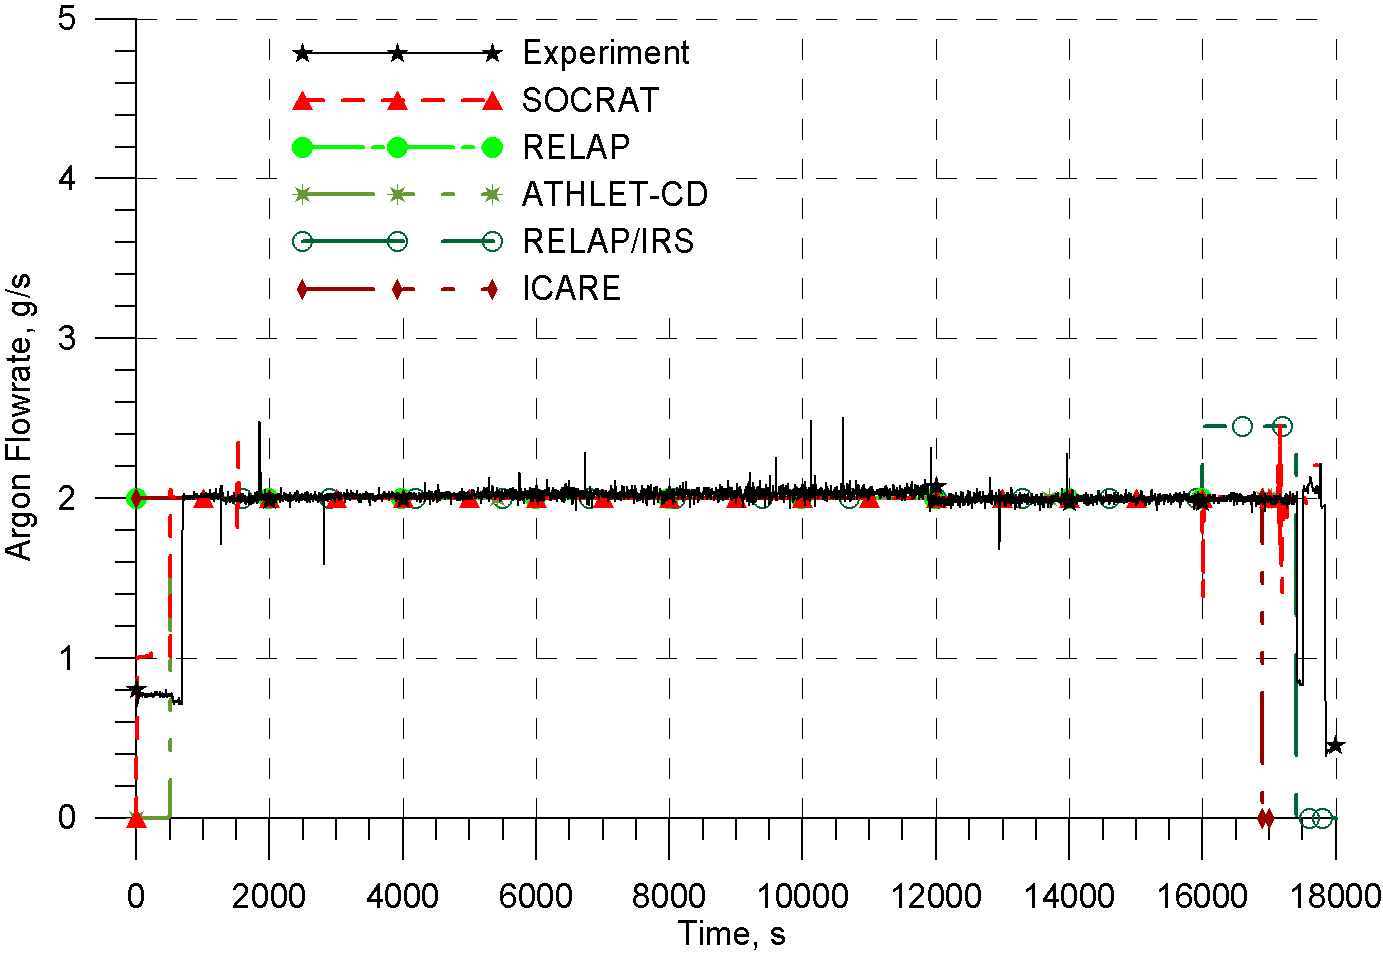 5
4
3
2
1
0
Argon Flowrate, g/s
Experiment
SOCRAT
RELAP
ATHLET-CD
RELAP/IRS
ICARE
0 2000 4000 6000 8000 10000 12000 14000 16000 18000
Time, s